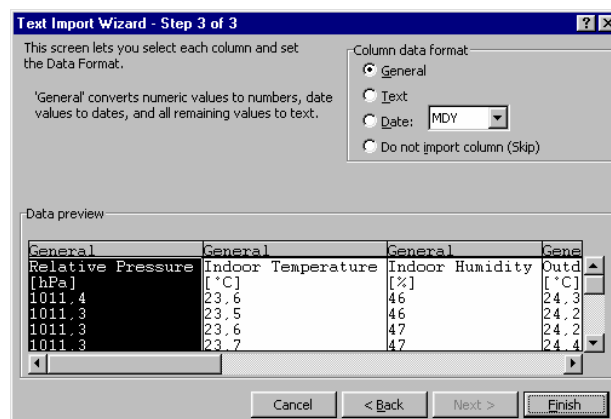 Text Import Wizard - Step 3 of 3
This screen lets you select each column and set
the Data Format.
'General' converts numeric values to numbers, date
values to dates, and all remaining values to text.
Column data format
General
Text
Date: MDY
Do not import column (Skip)
Data preview
General General General Gene
Relative Pressure Indoor Temperature Indoor Humidity Outd
[hPa] [°C] [%] [°C]
1011,4 23,6 46 24,3
1011,3 23,5 46 24,2
1011,3 23,6 47 24,2
1011,3 23,7 47 24,4
Cancel < Back Next > Finish